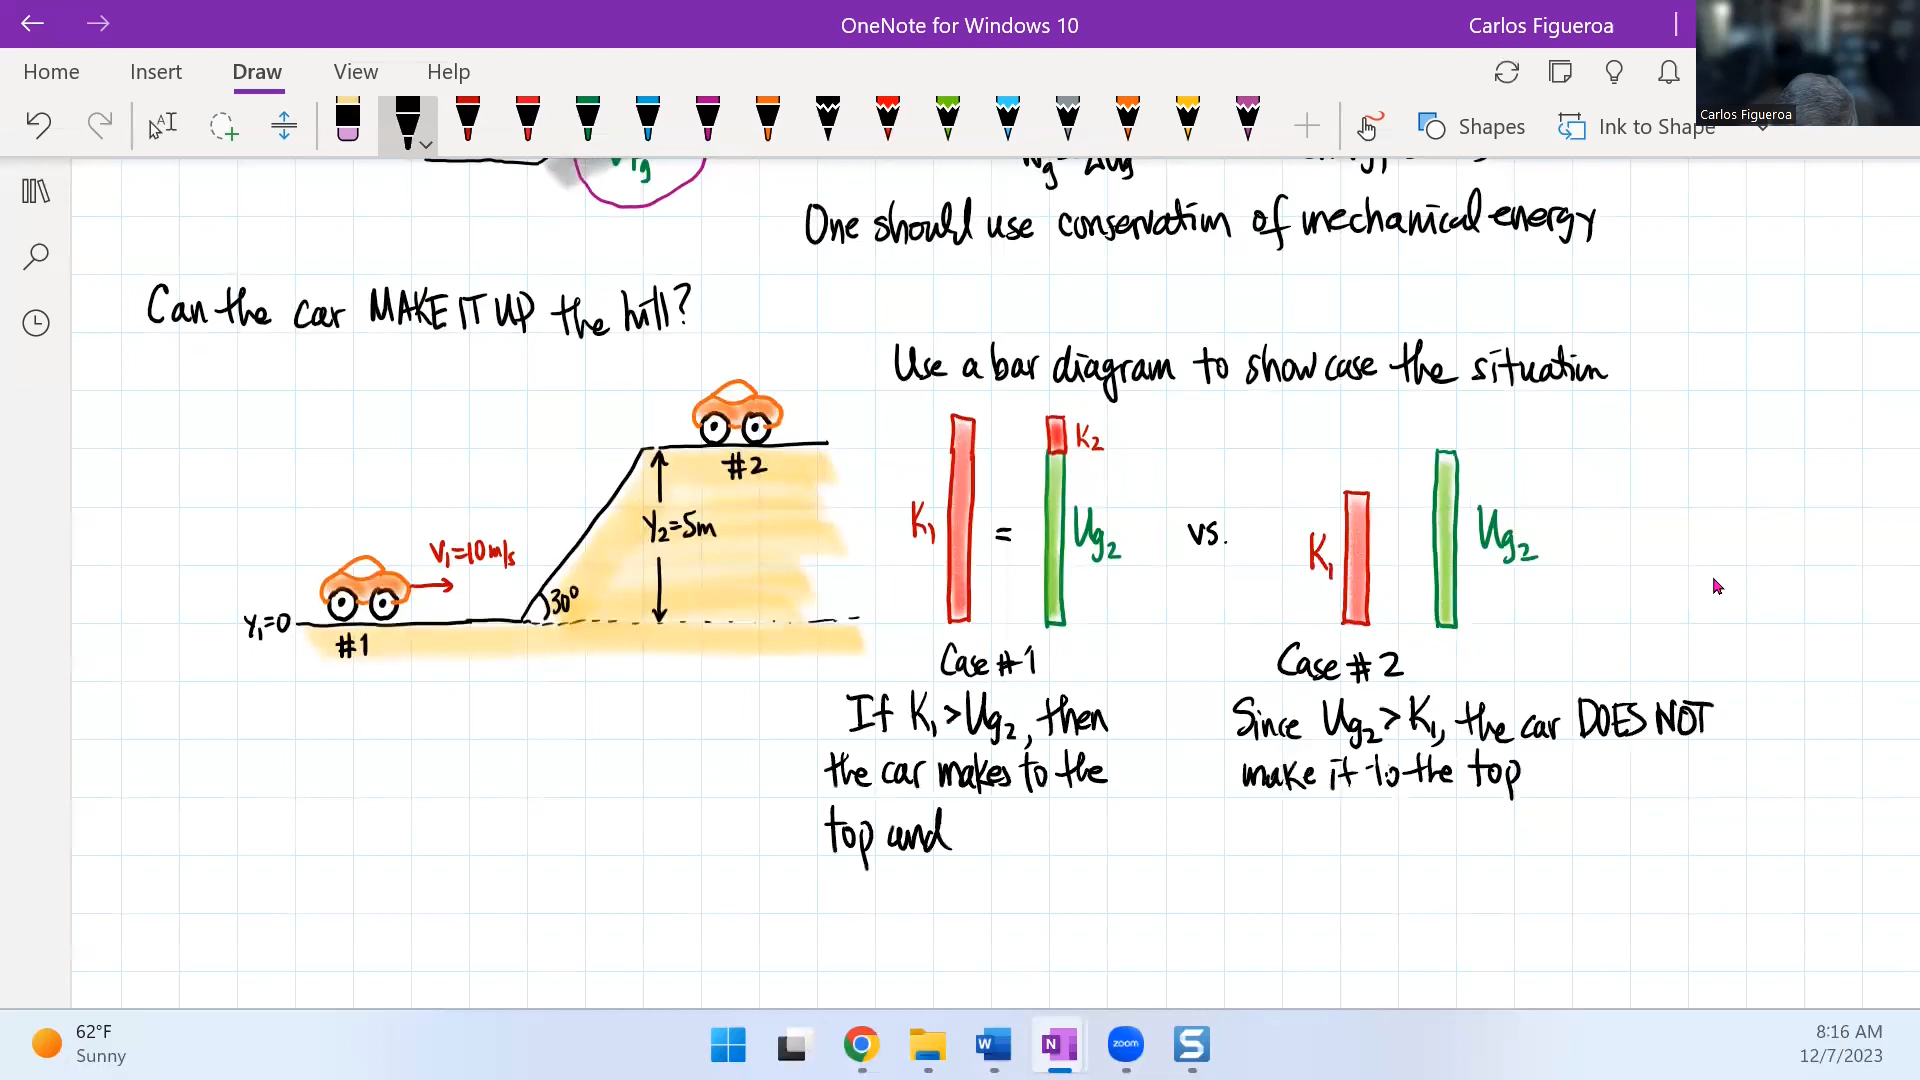 OneNote for Windows 10
Carlos Figueroa
Home Insert Draw View Help
Shapes Ink to Shape
Carlos Figueroa
One should use conservation of mechanical energy
Can the car MAKE IT UP the hill?
Use a bar diagram to showcase the situation
#2
y₂=5m
v₁=10m/s
30°
y₁=0
#1
K₁ = K₂ Ug₂ vs. K₁ Ug₂
Case #1
If K₁>Ug₂, then
the car makes to the
top and
Case #2
Since Ug₂>K₁, the car DOES NOT
make it to the top
62°F
Sunny
zoom
8:16 AM
12/7/2023